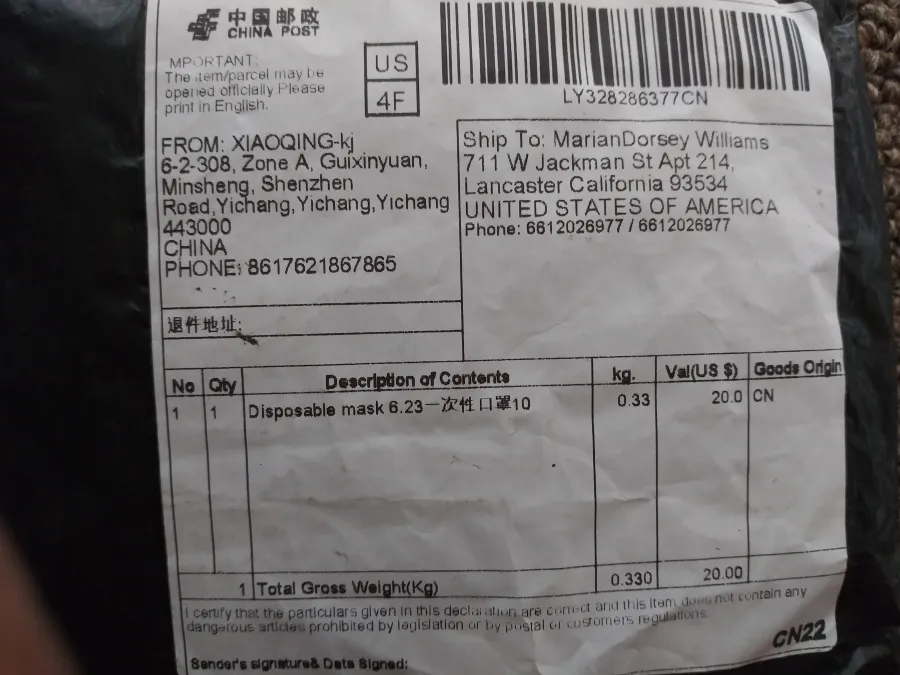 中国邮政
CHINA POST
MPORTANT:
The item/parcel may be
opened officially.Please
print in English.
US
4F
LY328286377CN
FROM: XIAOQING-kj
6-2-308, Zone A, Guixinyuan,
Minsheng, Shenzhen
Road,Yichang,Yichang,Yichang
443000
CHINA
PHONE: 8617621867865
退件地址:
Ship To: MarianDorsey Williams
711 W Jackman St Apt 214,
Lancaster California 93534
UNITED STATES OF AMERICA
Phone: 6612026977 / 6612026977
No Qty Description of Contents kg. Val(US $) Goods Origin
1 1 Disposable mask 6.23一次性口罩10 0.33 20.0 CN
1 Total Gross Weight(Kg) 0.330 20.00
I certify that the particulars given in this declaration are correct and this item does not contain any
dangerous articles prohibited by legislation or by postal or customers regulations.
CN22
Sender's signature& Data Signed: